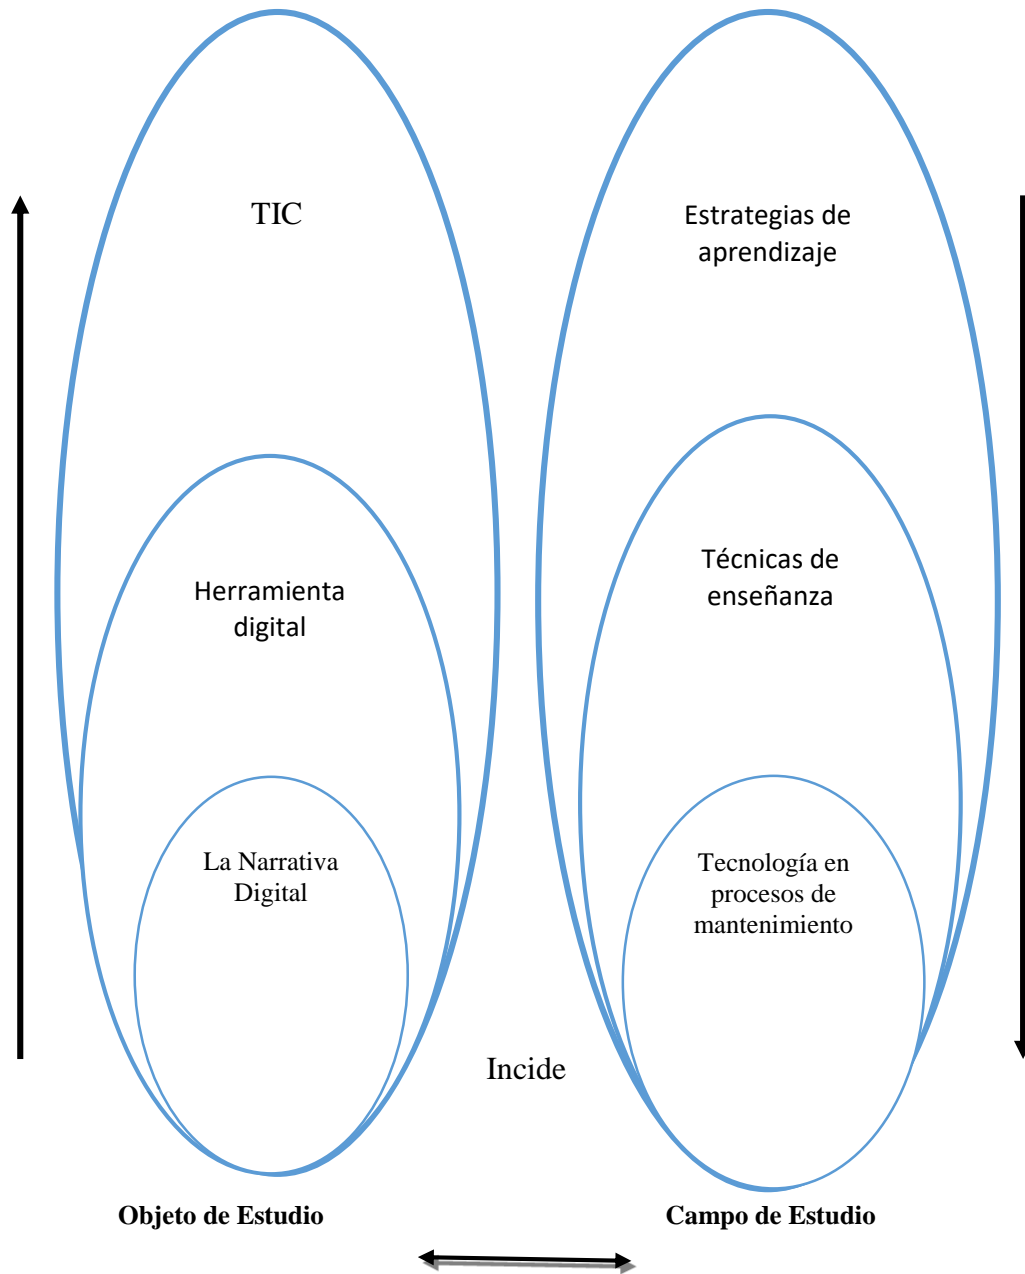 TIC
Herramienta
digital
La Narrativa
Digital
Estrategias de
aprendizaje
Técnicas de
enseñanza
Tecnología en
procesos de
mantenimiento
Incide
Objeto de Estudio
Campo de Estudio